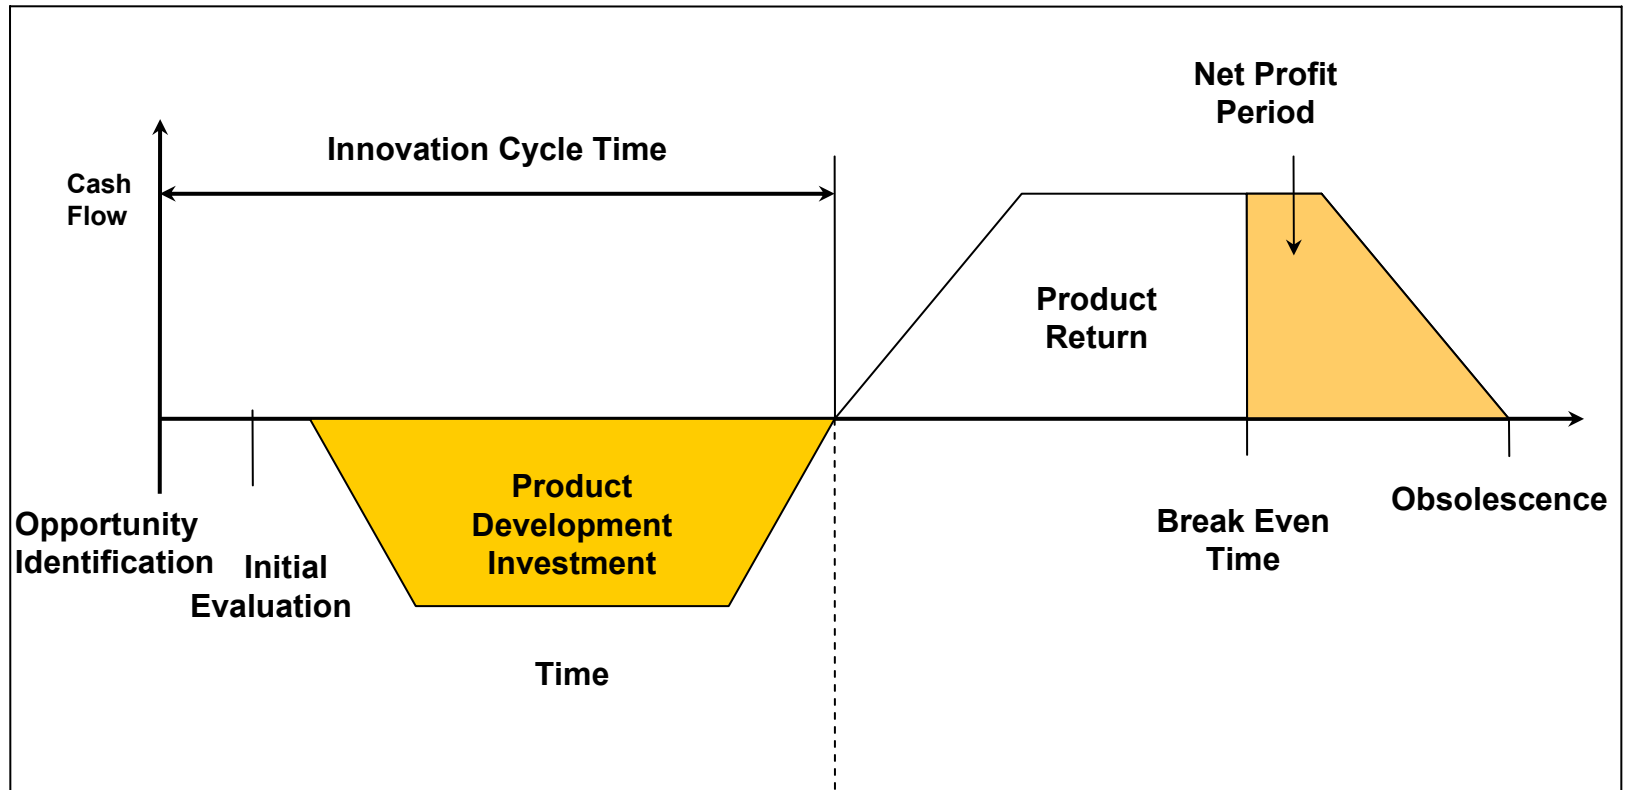 Net Profit
Period
Innovation Cycle Time
Cash
Flow
Product
Return
Product
Development
Investment
Opportunity
Identification
Initial
Evaluation
Break Even
Time
Obsolescence
Time